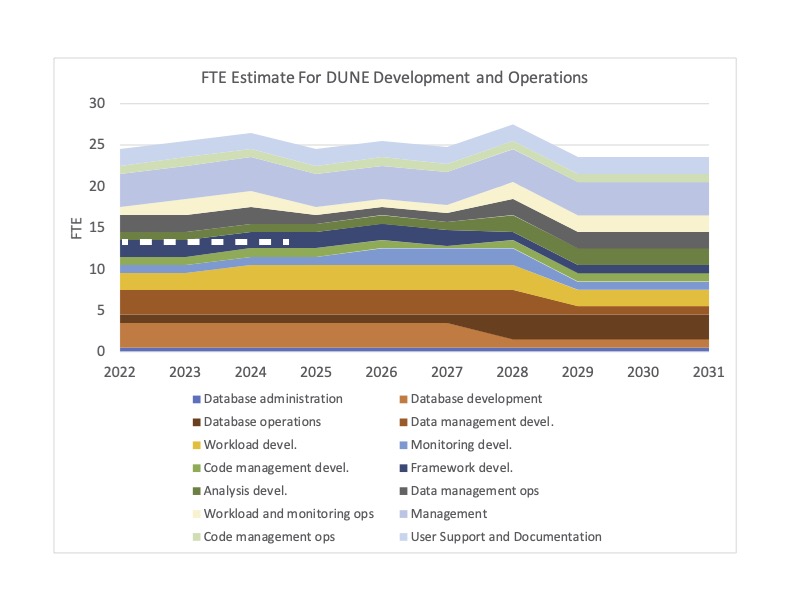 FTE Estimate For DUNE Development and Operations
30
25
20
15
10
5
0
FTE
2022 2023 2024 2025 2026 2027 2028 2029 2030 2031
Database administration Database development
Database operations Data management devel.
Workload devel. Monitoring devel.
Code management devel. Framework devel.
Analysis devel. Data management ops
Workload and monitoring ops Management
Code management ops User Support and Documentation